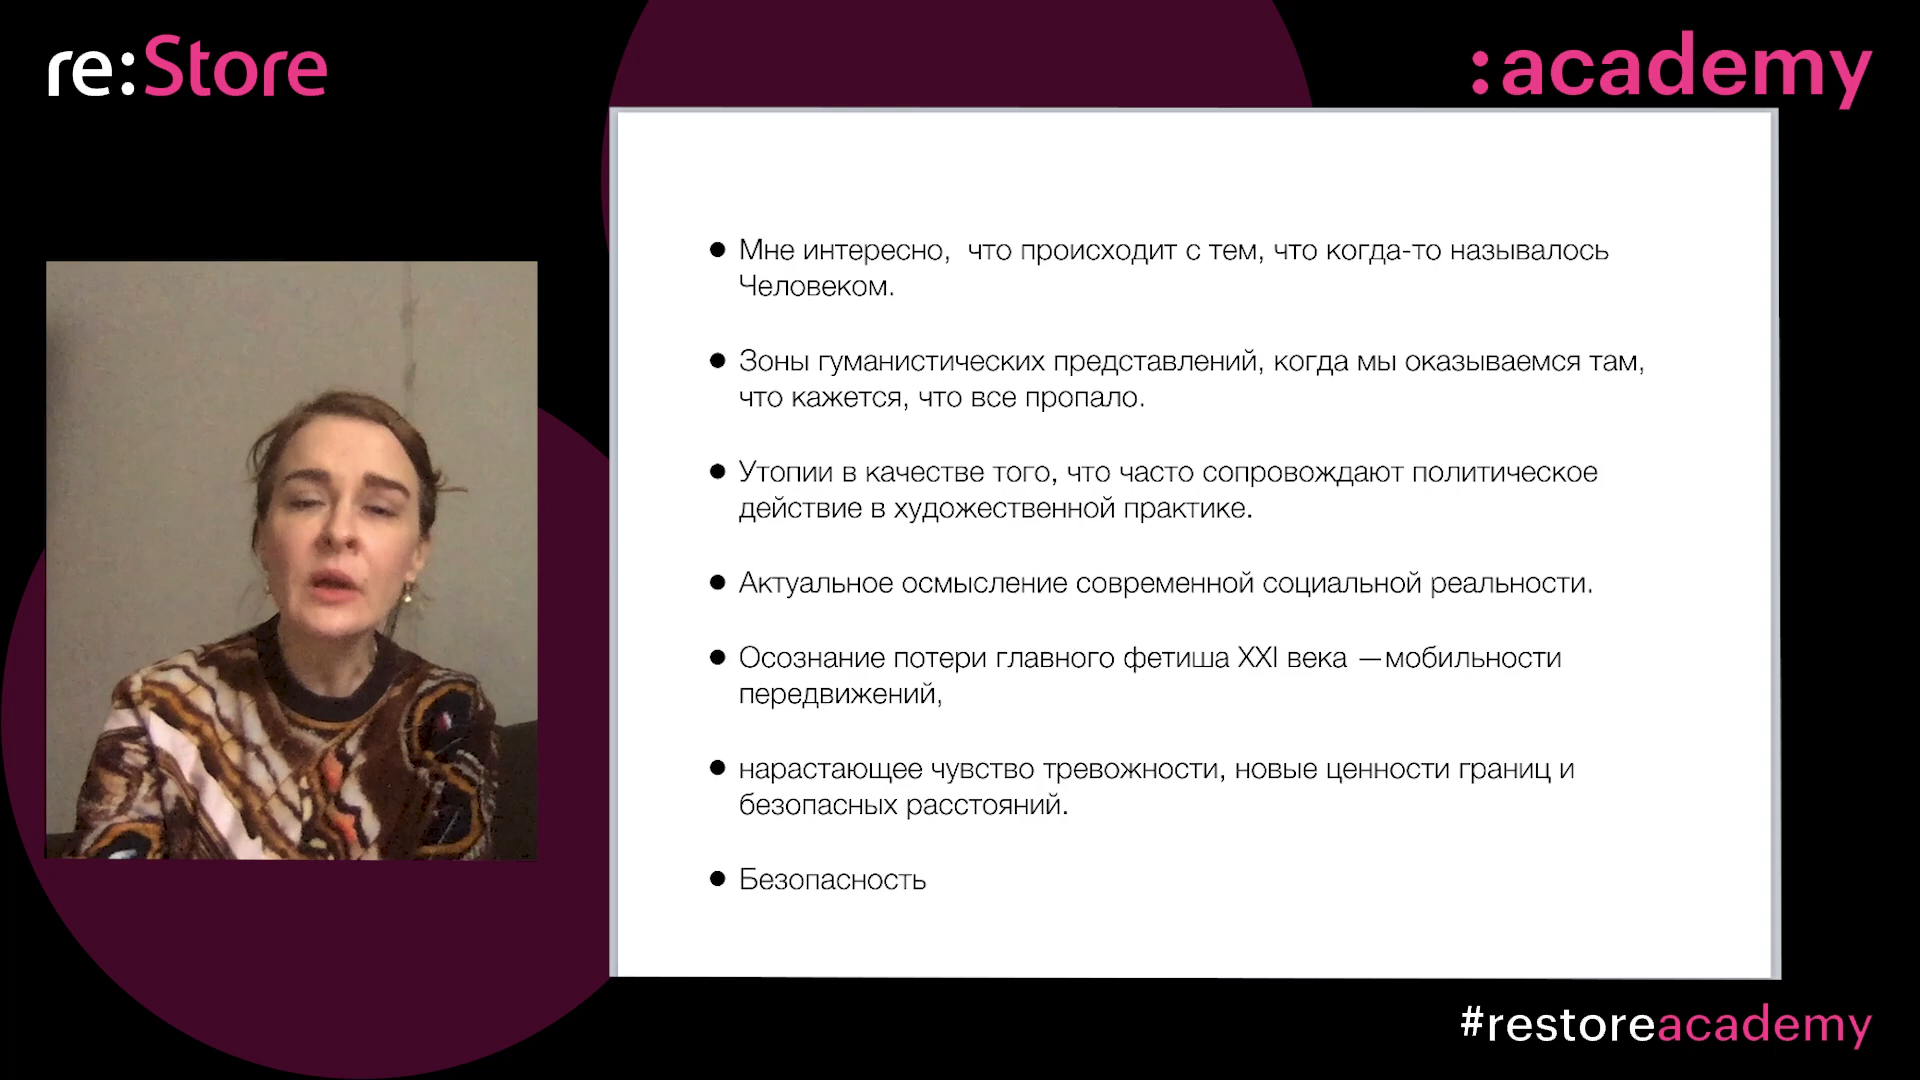 re:Store
:academy
● Мне интересно,  что происходит с тем, что когда-то называлось
Человеком.
● Зоны гуманистических представлений, когда мы оказываемся там,
что кажется, что все пропало.
● Утопии в качестве того, что часто сопровождают политическое
действие в художественной практике.
● Актуальное осмысление современной социальной реальности.
● Осознание потери главного фетиша XXI века —мобильности
передвижений,
● нарастающее чувство тревожности, новые ценности границ и
безопасных расстояний.
● Безопасность
#restoreacademy